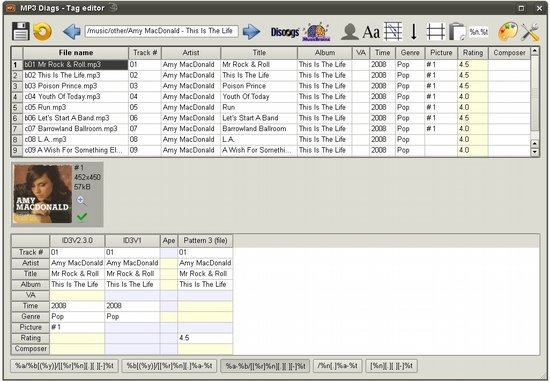 MP3 Diags - Tag editor
/music/other/Amy MacDonald - This Is The Life
Discogs MusicBrainz Aa %n.%t
File name Track # Artist Title Album VA Time Genre Picture Rating Composer
1 b01 Mr Rock & Roll.mp3 01 Amy MacDonald Mr Rock & Roll This Is The Life 2008 Pop #1 4.5
2 b02 This Is The Life.mp3 02 Amy MacDonald This Is The Life This Is The Life 2008 Pop #1 4.5
3 b03 Poison Prince.mp3 03 Amy MacDonald Poison Prince This Is The Life 2008 Pop #1 4.5
4 c04 Youth Of Today.mp3 04 Amy MacDonald Youth Of Today This Is The Life 2008 Pop #1 4.0
5 c05 Run.mp3 05 Amy MacDonald Run This Is The Life 2008 Pop #1 4.0
6 b06 Let's Start A Band.mp3 06 Amy MacDonald Let's Start A Band This Is The Life 2008 Pop #1 4.5
7 c07 Barrowland Ballroom.mp3 07 Amy MacDonald Barrowland Ballroom This Is The Life 2008 Pop #1 4.0
8 c08 L.A..mp3 08 Amy MacDonald L.A. This Is The Life 2008 Pop 4.0
9 c09 A Wish For Something El... 09 Amy MacDonald A Wish For Somethi... This Is The Life 2008 Pop 4.0
#1
452x450
57kB
AMY
MACDONALD
ID3V2.3.0 ID3V1 Ape Pattern 3 (file)
Track # 01 01 01
Artist Amy MacDonald Amy MacDonald Amy MacDonald
Title Mr Rock & Roll Mr Rock & Roll Mr Rock & Roll
Album This Is The Life This Is The Life This Is The Life
VA
Time 2008 2008
Genre Pop Pop
Picture #1
Rating 4.5
Composer
%a/%b[(%y)]/[[%r]%n][.][ ][-]%t %b[(%y)]/[[%r]%n][.][ ][-]%t %a-%b/[[%r]%n][.][ ][-]%t /%n[.]%a-%t [%n][.][ ][-]%t